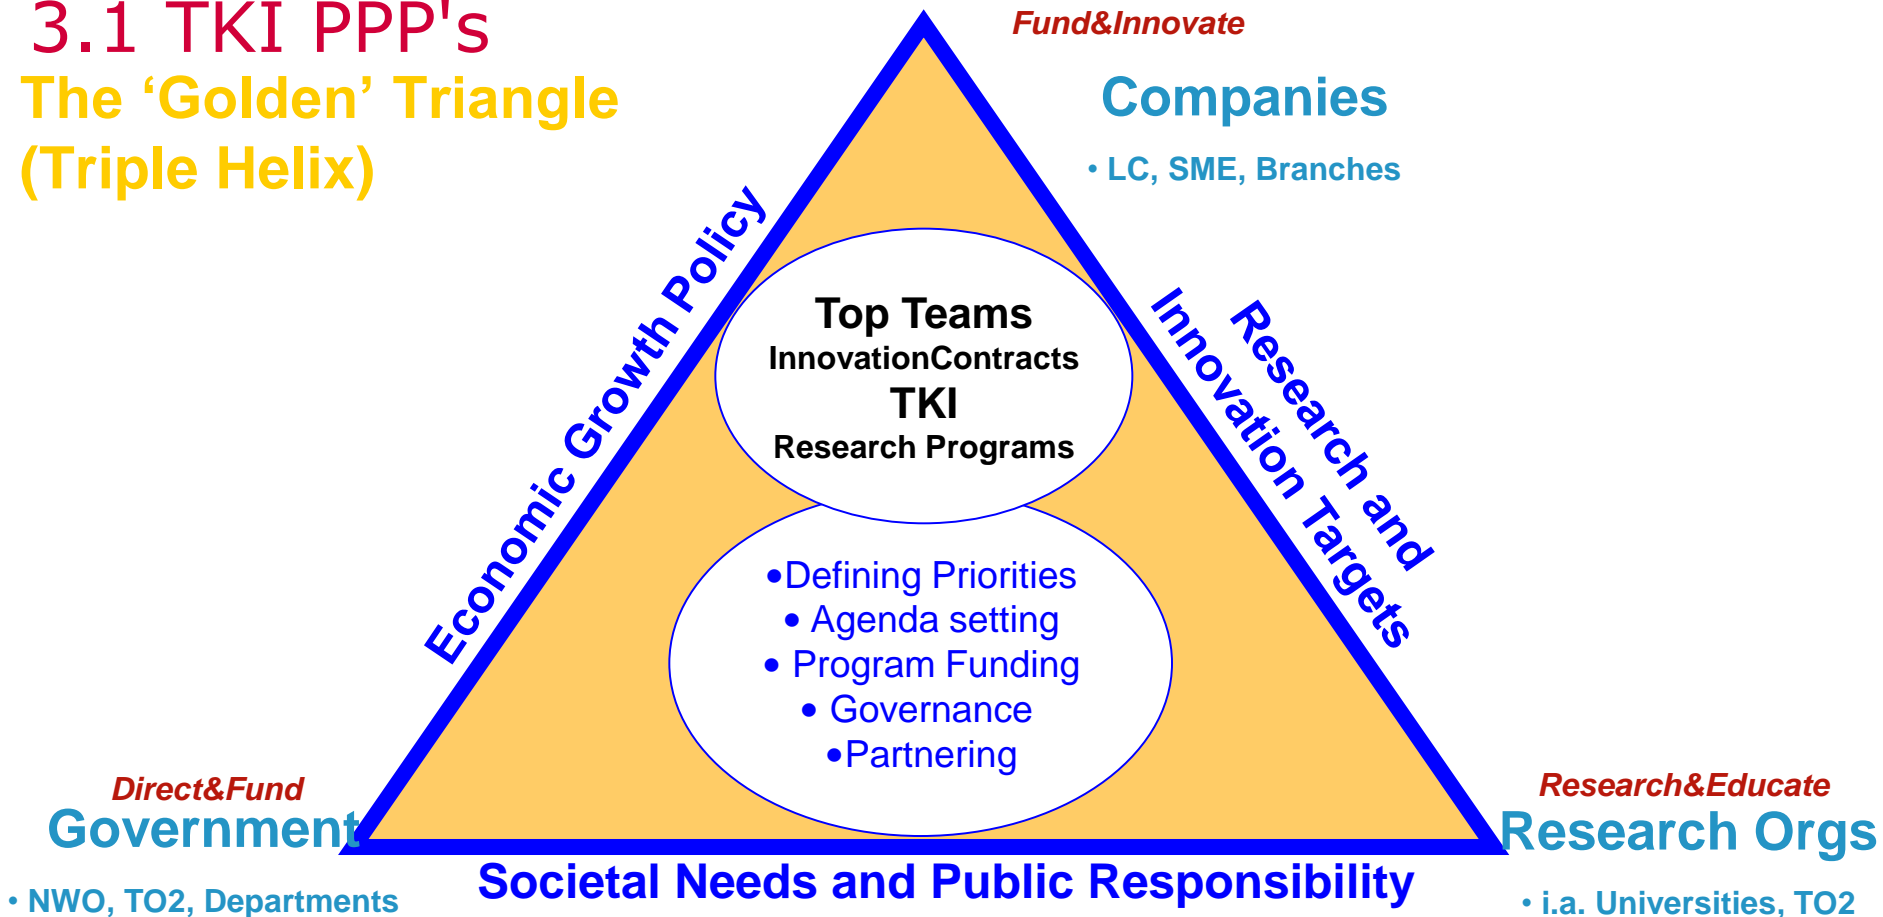 3.1 TKI PPP's
The ‘Golden’ Triangle
(Triple Helix)
Fund&Innovate
Companies
• LC, SME, Branches
Economic Growth Policy
Research and
Innovation Targets
Top Teams
InnovationContracts
TKI
Research Programs
•Defining Priorities
• Agenda setting
• Program Funding
• Governance
•Partnering
Direct&Fund
Government
• NWO, TO2, Departments
Societal Needs and Public Responsibility
Research&Educate
Research Orgs
• i.a. Universities, TO2